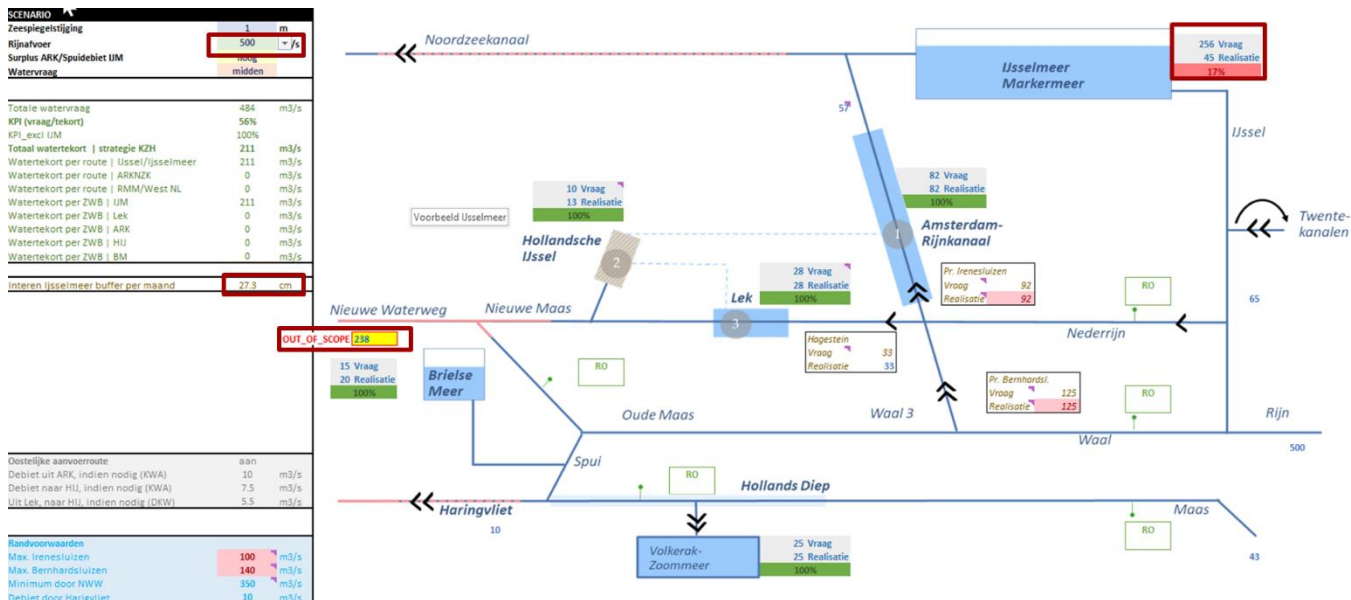 SCENARIO
Zeespiegelstijging 1 m
Rijnafvoer 500 /s
Surplus ARK/Spuidebiet IJM hoog
Watervraag midden
Totale watervraag 484 m3/s
KPI (vraag/tekort) 56%
KPI_excl IJM 100%
Totaal watertekort | strategie KZH 211 m3/s
Watertekort per route | IJssel/Ijsselmeer 211 m3/s
Watertekort per route | ARKNZK 0 m3/s
Watertekort per route | RMM/West NL 0 m3/s
Watertekort per ZWB | IJM 211 m3/s
Watertekort per ZWB | Lek 0 m3/s
Watertekort per ZWB | ARK 0 m3/s
Watertekort per ZWB | HIJ 0 m3/s
Watertekort per ZWB | BM 0 m3/s
Interen Ijsselmeer buffer per maand 27.3 cm
Oostelijke aanvoerroute aan
Debiet uit ARK, indien nodig (KWA) 10 m3/s
Debiet naar HIJ, indien nodig (KWA) 7.5 m3/s
Uit Lek, naar HIJ, indien nodig (DKW) 5.5 m3/s
Randvoorwaarden
Max. Irenesluizen 100 m3/s
Max. Bernhardsluizen 140 m3/s
Minimum door NWW 350 m3/s
Debiet door Harigvliet 10 m3/s
Noordzeekanaal
IJsselmeer
Markermeer
256 Vraag
45 Realisatie
17%
57
IJssel
82 Vraag
82 Realisatie
100%
10 Vraag
13 Realisatie
100%
Voorbeeld IJsselmeer
Hollandsche
IJssel
1
Amsterdam-
Rijnkanaal
Twente-
kanalen
2
28 Vraag
28 Realisatie
100%
Pr. Irenesluizen
Vraag 92
Realisatie 92
RO
65
Lek
Nieuwe Waterweg
Nieuwe Maas
3
Nederrijn
OUT_OF_SCOPE 238
Hagestein
Vraag 33
Realisatie 33
15 Vraag
20 Realisatie
100%
Brielse
Meer
RO
Pr. Bernhardsl.
Vraag 125
Realisatie 125
RO
Oude Maas
Waal 3
Rijn
Waal
500
Spui
RO
Hollands Diep
Maas
Haringvliet
10
RO
Volkerak-
Zoommeer
25 Vraag
25 Realisatie
100%
43